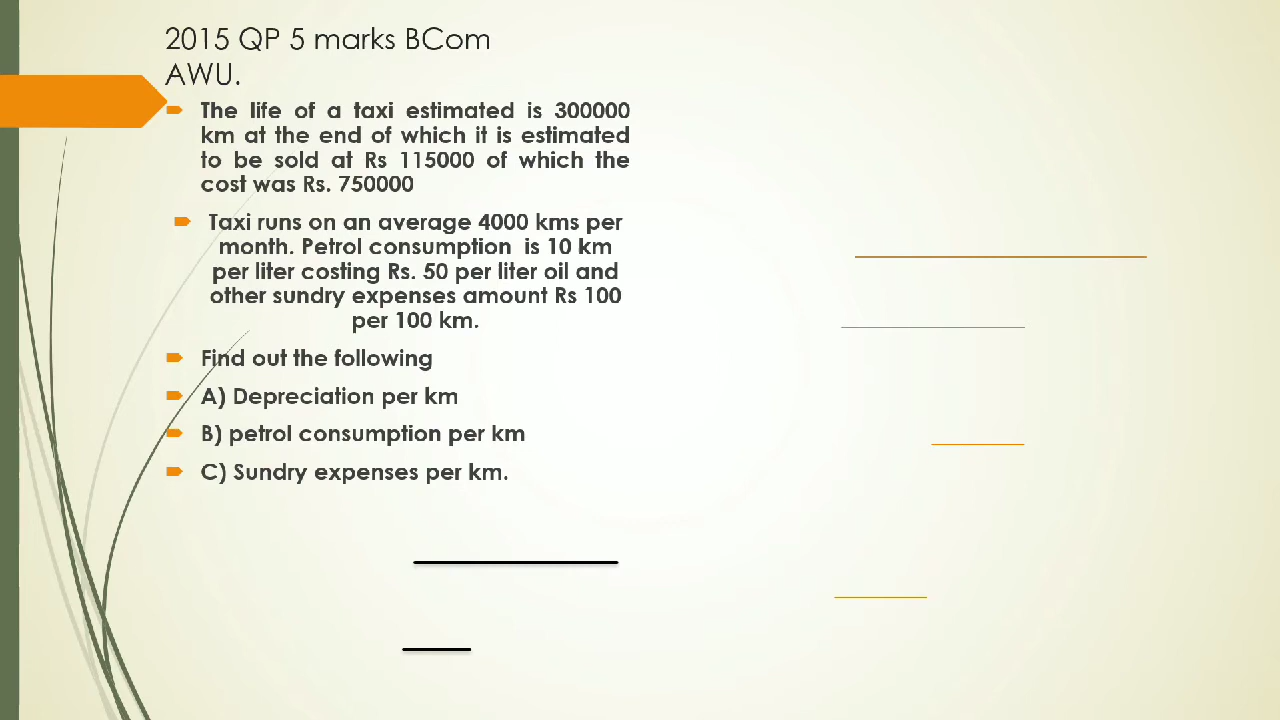 2015 QP 5 marks BCom
AWU.
The life of a taxi estimated is 300000
km at the end of which it is estimated
to be sold at Rs 115000 of which the
cost was Rs. 750000
Taxi runs on an average 4000 kms per
month. Petrol consumption is 10 km
per liter costing Rs. 50 per liter oil and
other sundry expenses amount Rs 100
per 100 km.
Find out the following
A) Depreciation per km
B) petrol consumption per km
C) Sundry expenses per km.